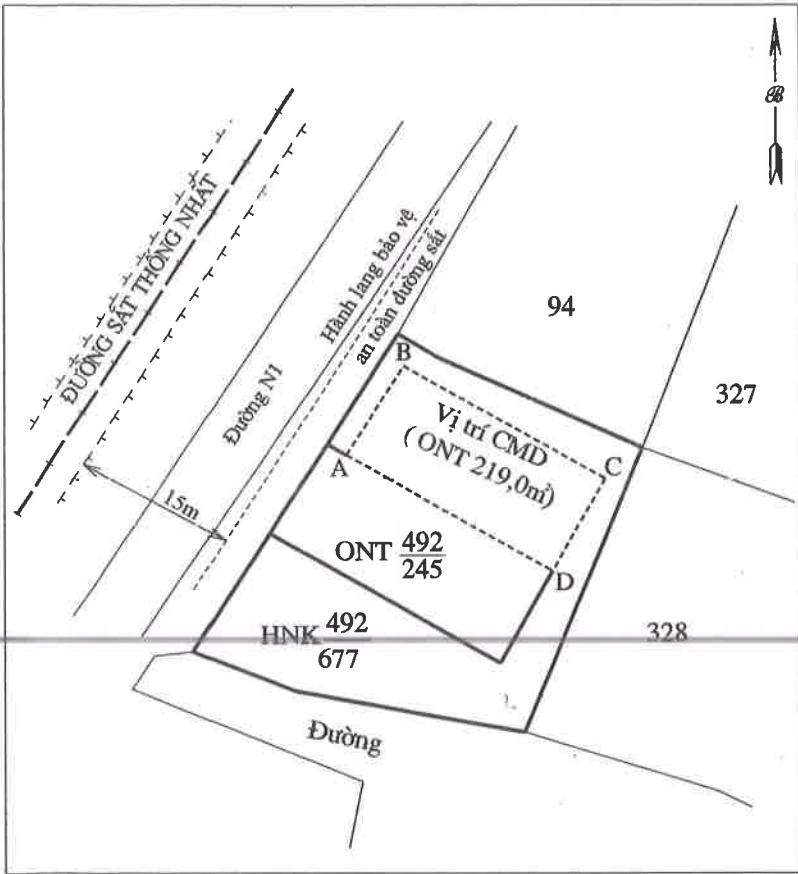 ĐƯỜNG SẮT THỐNG NHẤT
Hành lang bảo vệ
an toàn đường sắt
Đường N1
15m
94
327
328
B
Vị trí CMD
( ONT 219,0m²)
C
A
D
ONT 492
245
HNK 492
677
Đường